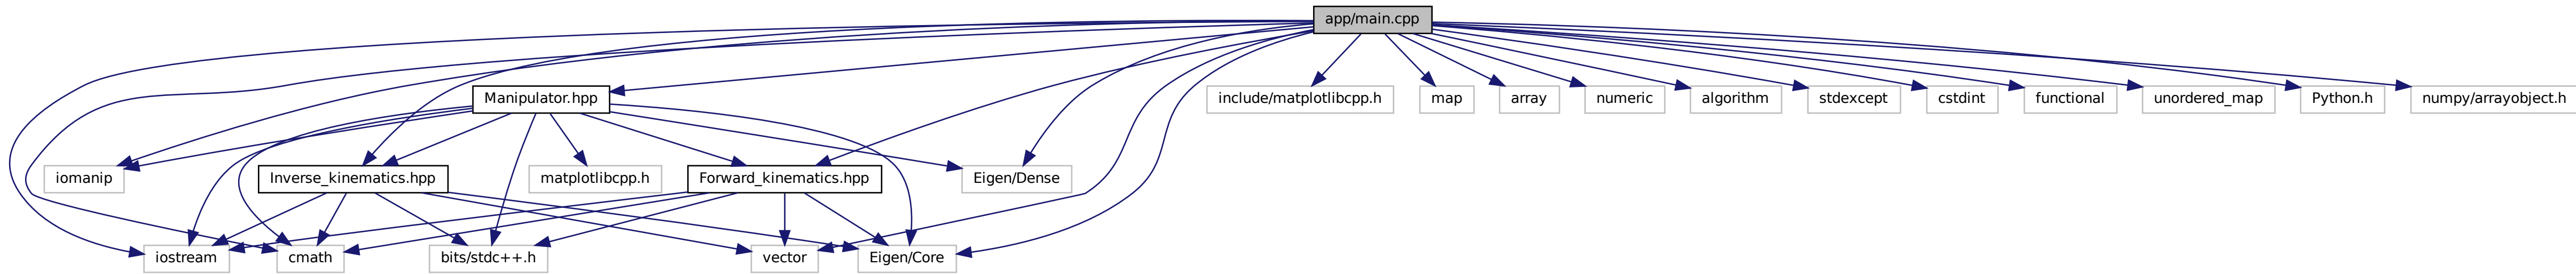 app/main.cpp
Manipulator.hpp
include/matplotlibcpp.h
map
array
numeric
algorithm
stdexcept
cstdint
functional
unordered_map
Python.h
numpy/arrayobject.h
iomanip
Inverse_kinematics.hpp
matplotlibcpp.h
Forward_kinematics.hpp
Eigen/Dense
iostream
cmath
bits/stdc++.h
vector
Eigen/Core